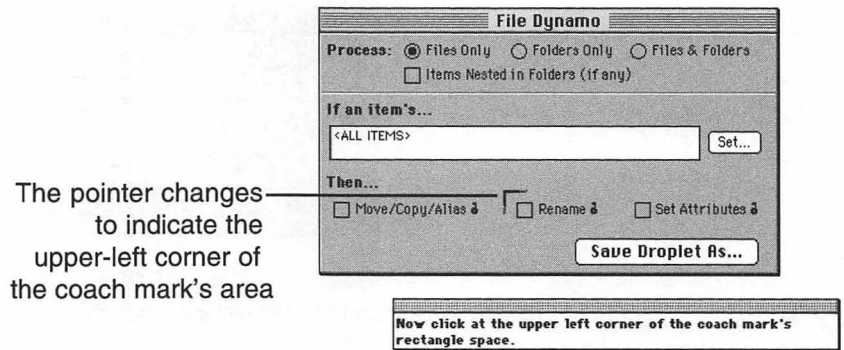 File Dynamo
Process: Files Only Folders Only Files & Folders
Items Nested in Folders (if any)
If an item's...
<ALL ITEMS>
Set...
Then...
Move/Copy/Alias Rename Set Attributes
Save Droplet As...
The pointer changes
to indicate the
upper-left corner of
the coach mark's area
Now click at the upper left corner of the coach mark's
rectangle space.